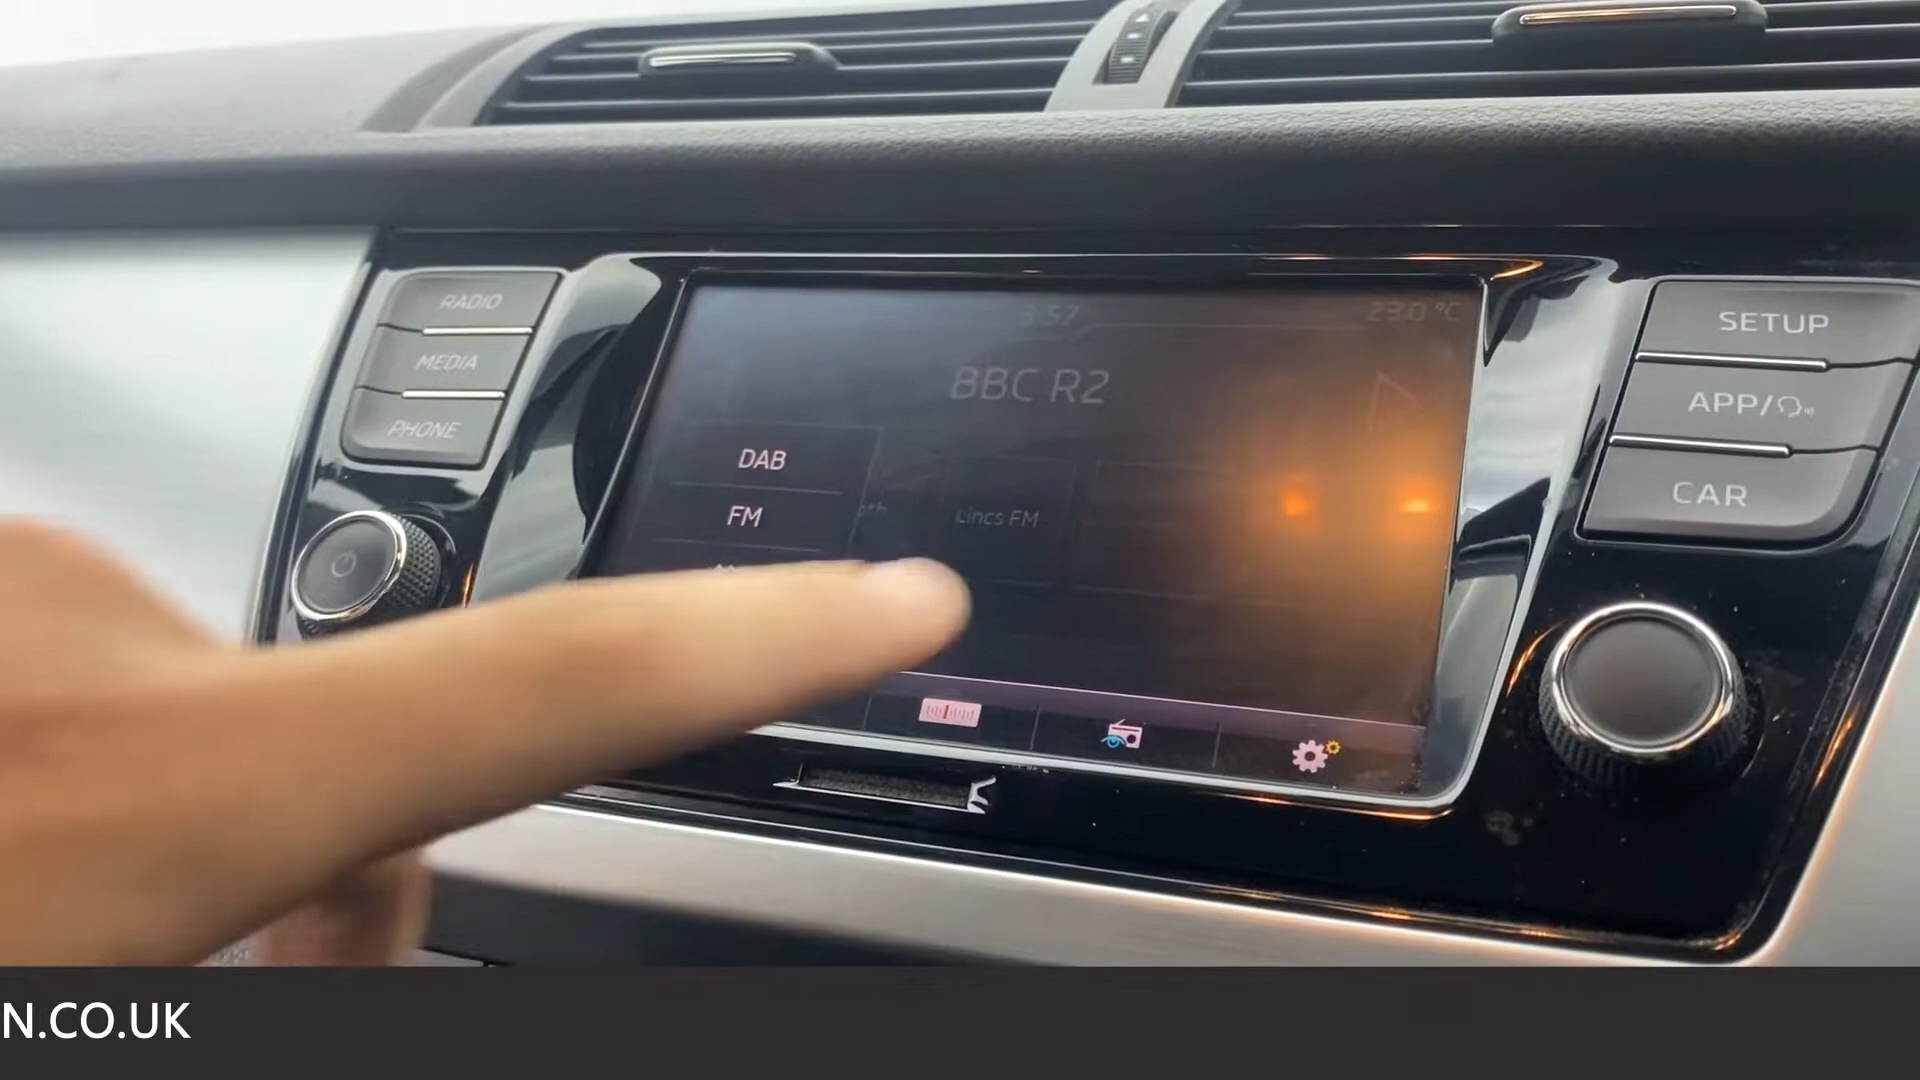 RADIO
MEDIA
PHONE
3:57
23.0 °C
BBC R2
DAB
FM
Lincs FM
SETUP
APP/
CAR
N.CO.UK